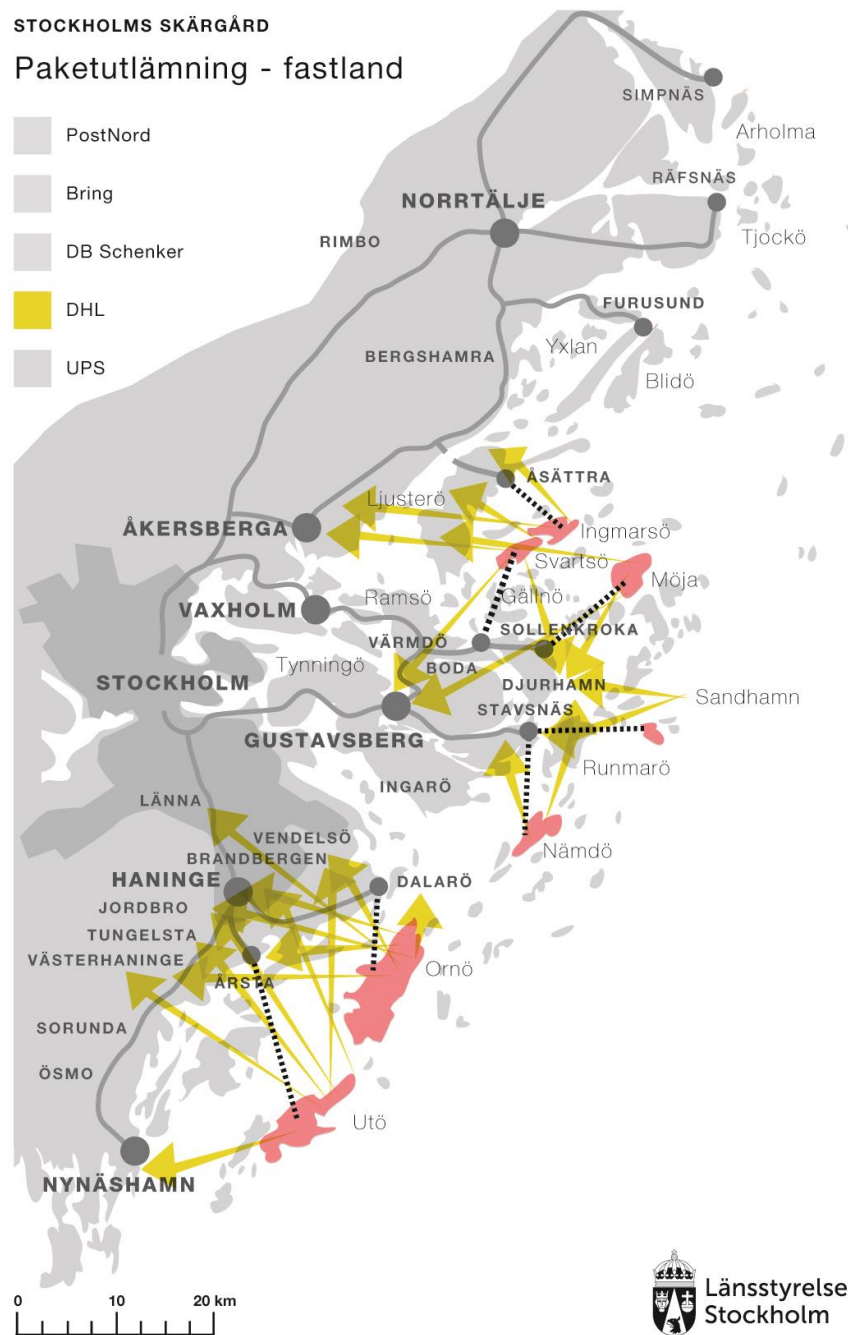 STOCKHOLMS SKÄRGÅRD
Paketutlämning - fastland
PostNord
Bring
DB Schenker
DHL
UPS
SIMPNÄS
Arholma
RÄFSNÄS
NORRTÄLJE
Tjockö
RIMBO
FURUSUND
Yxlan
BERGSHAMRA
Blidö
ÅSÄTTRA
Ljusterö
ÅKERSBERGA
Ingmarsö
Svartsö
Möja
Gällnö
Ramsö
VAXHOLM
SOLLENKROKA
VÄRMDÖ
Tynningö
BODA
STOCKHOLM
DJURHAMN
Sandhamn
STAVSNÄS
GUSTAVSBERG
Runmarö
INGARÖ
LÄNNA
VENDELSÖ
Nämdö
BRANDBERGEN
HANINGE
DALARÖ
JORDBRO
TUNGELSTA
VÄSTERHANINGE
Ornö
ÅRSTA
SORUNDA
ÖSMO
Utö
NYNÄSHAMN
0 10 20 km
Länsstyrelse
Stockholm